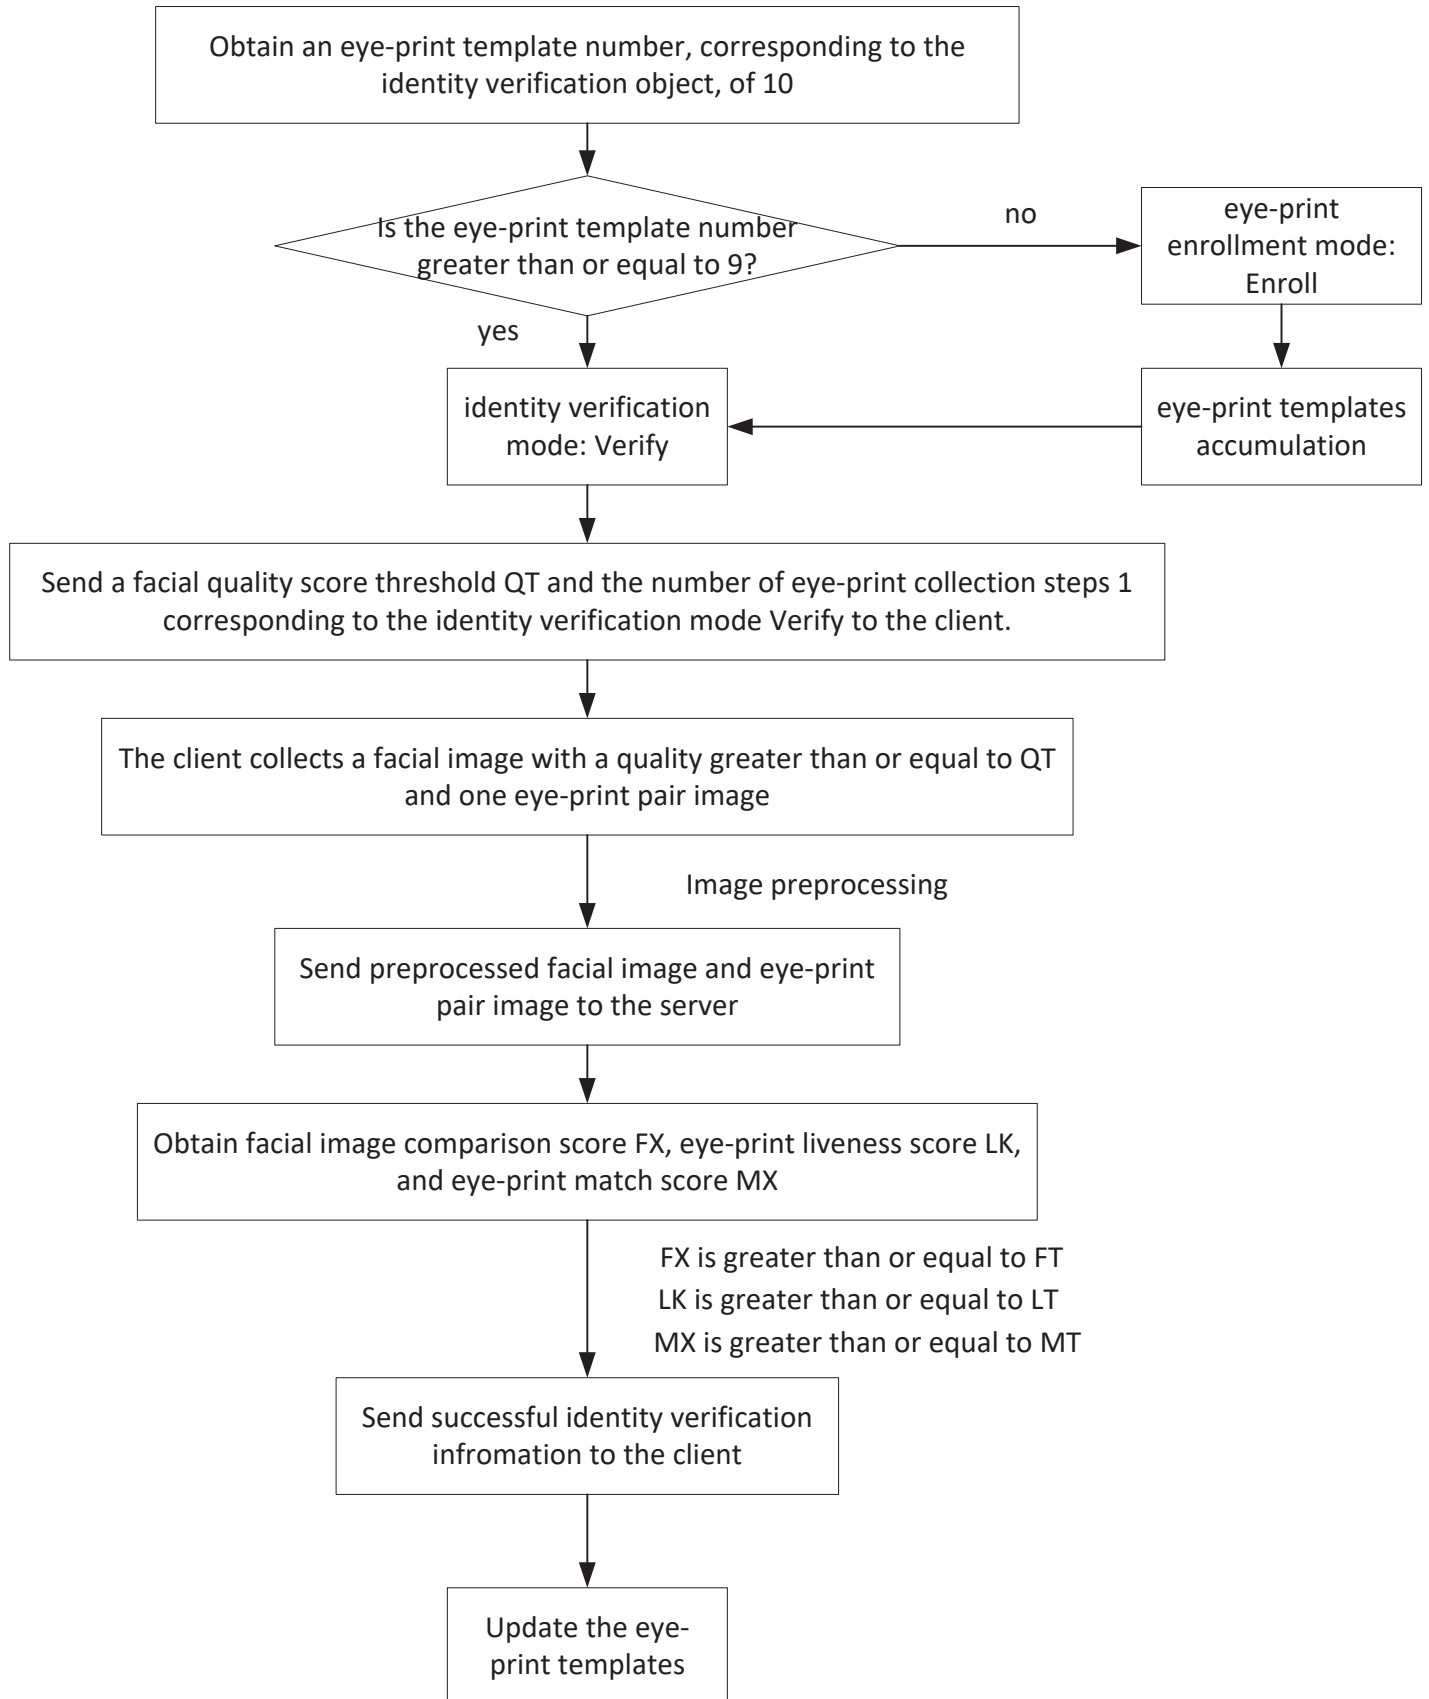 Obtain an eye-print template number, corresponding to the
identity verification object, of 10
Is the eye-print template number
greater than or equal to 9?
no
eye-print
enrollment mode:
Enroll
yes
identity verification
mode: Verify
eye-print templates
accumulation
Send a facial quality score threshold QT and the number of eye-print collection steps 1
corresponding to the identity verification mode Verify to the client.
The client collects a facial image with a quality greater than or equal to QT
and one eye-print pair image
Image preprocessing
Send preprocessed facial image and eye-print
pair image to the server
Obtain facial image comparison score FX, eye-print liveness score LK,
and eye-print match score MX
FX is greater than or equal to FT
LK is greater than or equal to LT
MX is greater than or equal to MT
Send successful identity verification
infromation to the client
Update the eye-
print templates